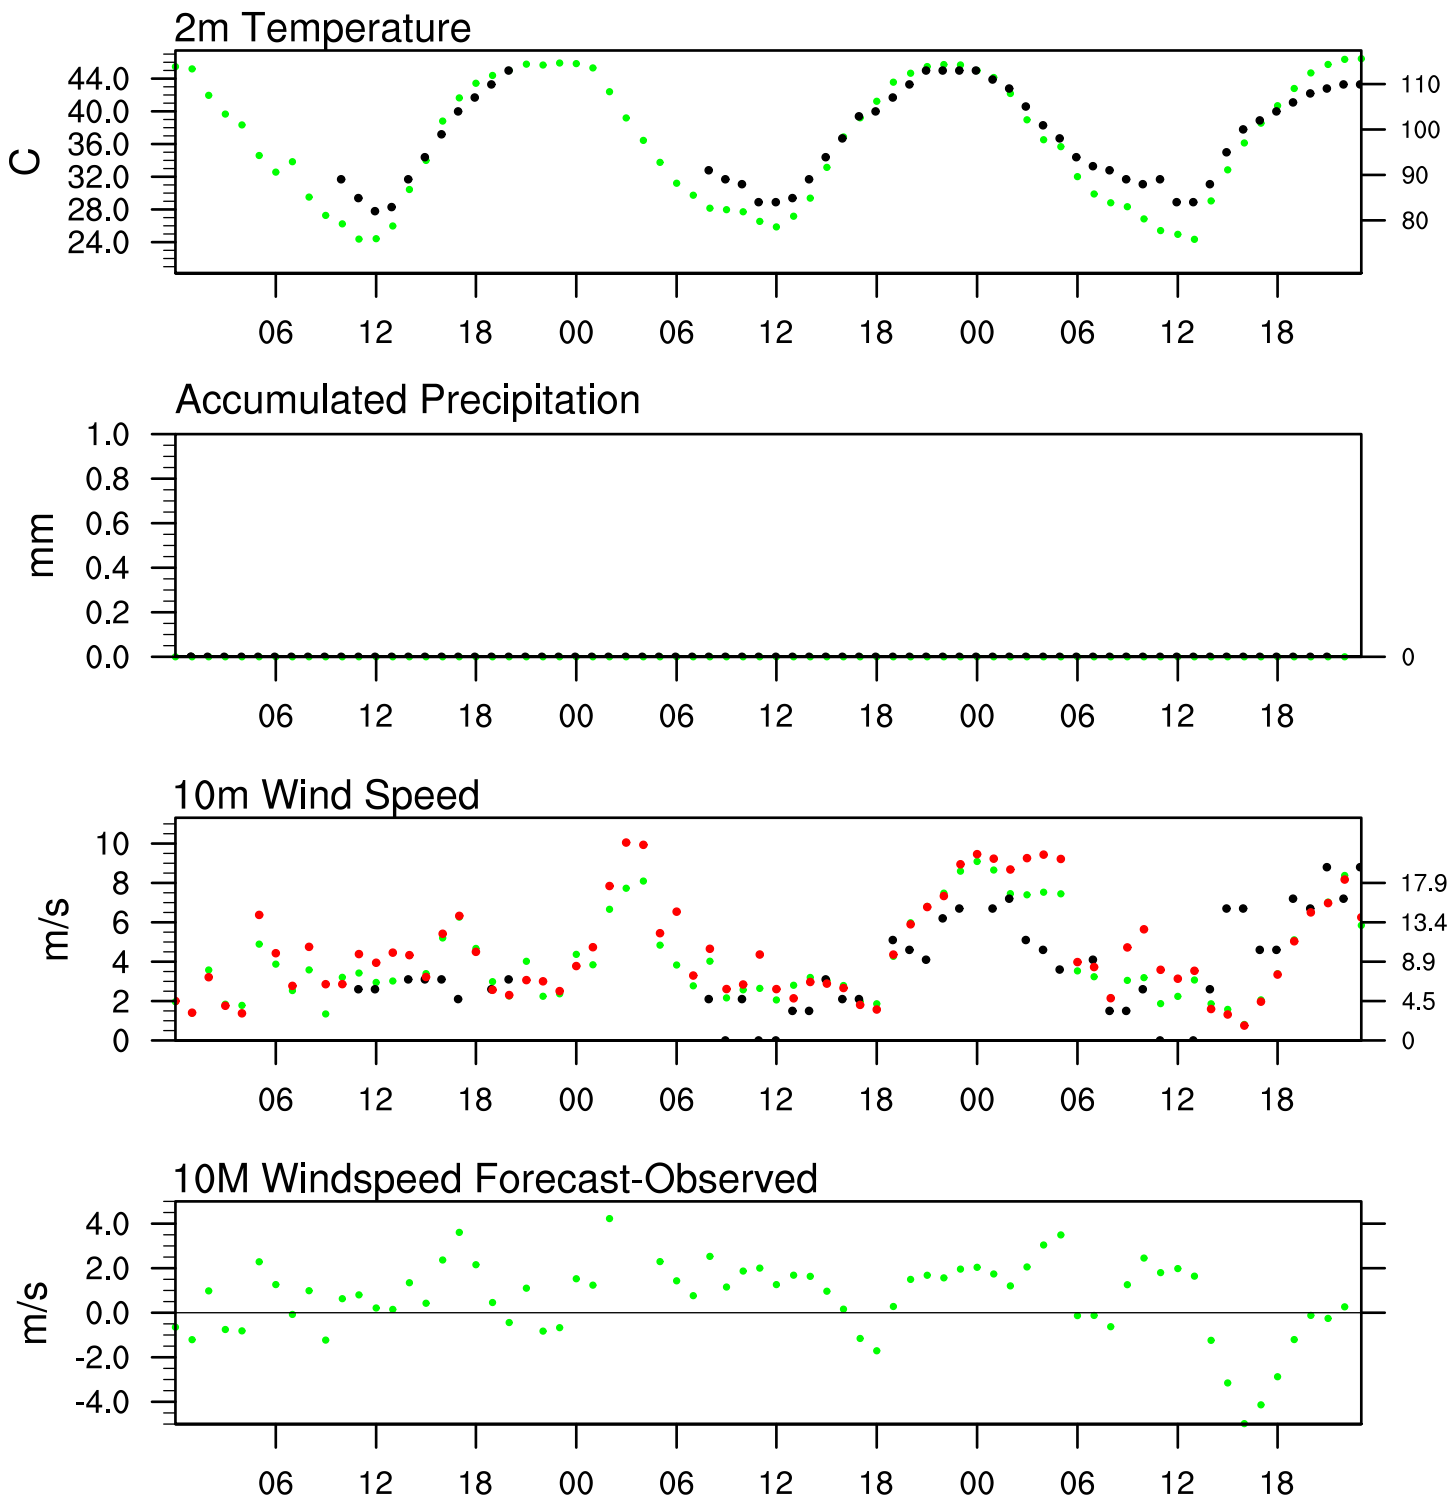 2m Temperature
44.0
40.0
36.0
32.0
28.0
24.0
C
110
100
90
80
06 12 18 00 06 12 18 00 06 12 18
Accumulated Precipitation
1.0
0.8
0.6
0.4
0.2
0.0
mm
0
06 12 18 00 06 12 18 00 06 12 18
10m Wind Speed
10
8
6
4
2
0
m/s
17.9
13.4
8.9
4.5
0
06 12 18 00 06 12 18 00 06 12 18
10M Windspeed Forecast-Observed
4.0
2.0
0.0
-2.0
-4.0
m/s
06 12 18 00 06 12 18 00 06 12 18